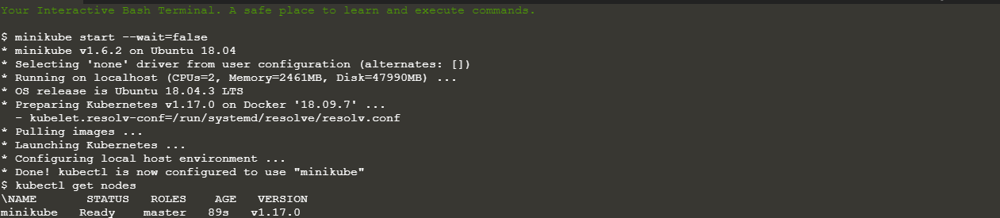 Your Interactive Bash Terminal. A safe place to learn and execute commands.
$ minikube start --wait=false
* minikube v1.6.2 on Ubuntu 18.04
* Selecting 'none' driver from user configuration (alternates: [])
* Running on localhost (CPUs=2, Memory=2461MB, Disk=47990MB) ...
* OS release is Ubuntu 18.04.3 LTS
* Preparing Kubernetes v1.17.0 on Docker '18.09.7' ...
  - kubelet.resolv-conf=/run/systemd/resolve/resolv.conf
* Pulling images ...
* Launching Kubernetes ...
* Configuring local host environment ...
* Done! kubectl is now configured to use "minikube"
$ kubectl get nodes
\NAME       STATUS   ROLES    AGE   VERSION
minikube   Ready    master   89s   v1.17.0